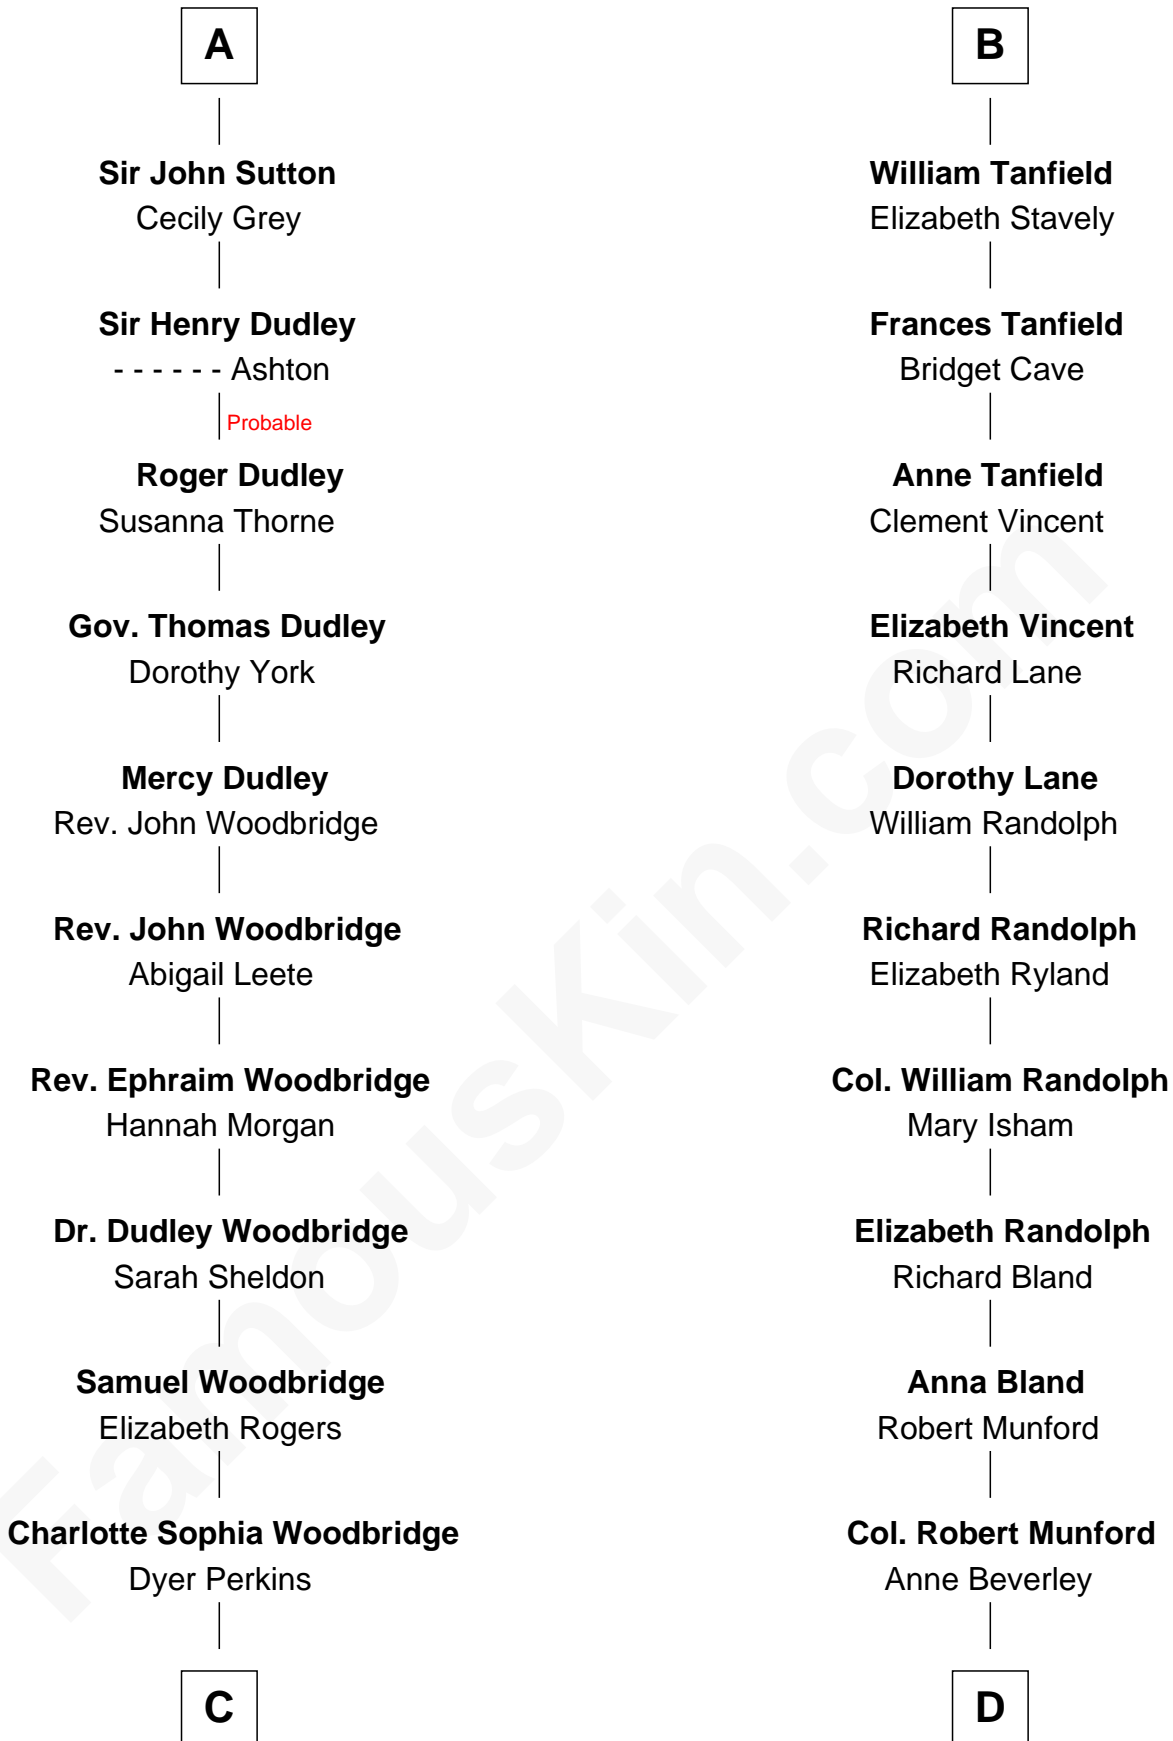 A
Sir John Sutton
Cecily Grey
Sir Henry Dudley
- - - - - - Ashton
Probable
Roger Dudley
Susanna Thorne
Gov. Thomas Dudley
Dorothy York
Mercy Dudley
Rev. John Woodbridge
Rev. John Woodbridge
Abigail Leete
Rev. Ephraim Woodbridge
Hannah Morgan
Dr. Dudley Woodbridge
Sarah Sheldon
Samuel Woodbridge
Elizabeth Rogers
Charlotte Sophia Woodbridge
Dyer Perkins
C
B
William Tanfield
Elizabeth Stavely
Frances Tanfield
Bridget Cave
Anne Tanfield
Clement Vincent
Elizabeth Vincent
Richard Lane
Dorothy Lane
William Randolph
Richard Randolph
Elizabeth Ryland
Col. William Randolph
Mary Isham
Elizabeth Randolph
Richard Bland
Anna Bland
Robert Munford
Col. Robert Munford
Anne Beverley
D
FamousKin.com